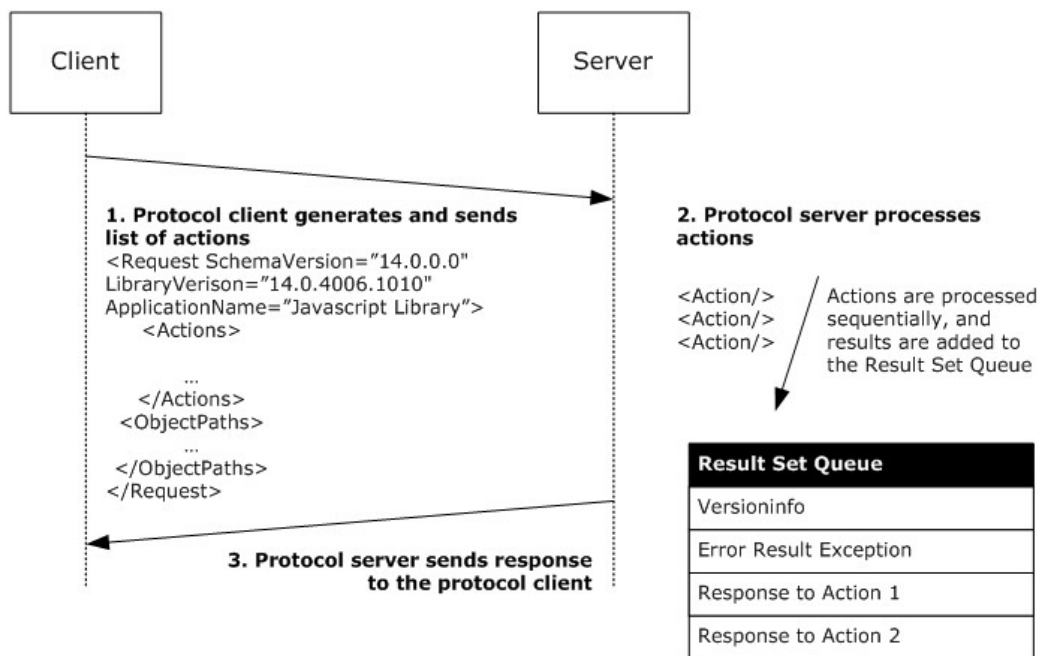 Client
Server
1. Protocol client generates and sends
list of actions
<Request SchemaVersion=”14.0.0.0"
LibraryVerison=”14.0.4006.1010"
ApplicationName=”Javascript Library”>
<Actions>
...
</Actions>
<ObjectPaths>
...
</ObjectPaths>
</Request>
2. Protocol server processes
actions
<Action/>
<Action/>
<Action/>
Actions are processed
sequentially, and
results are added to
the Result Set Queue
Result Set Queue
Versioninfo
Error Result Exception
Response to Action 1
Response to Action 2
3. Protocol server sends response
to the protocol client